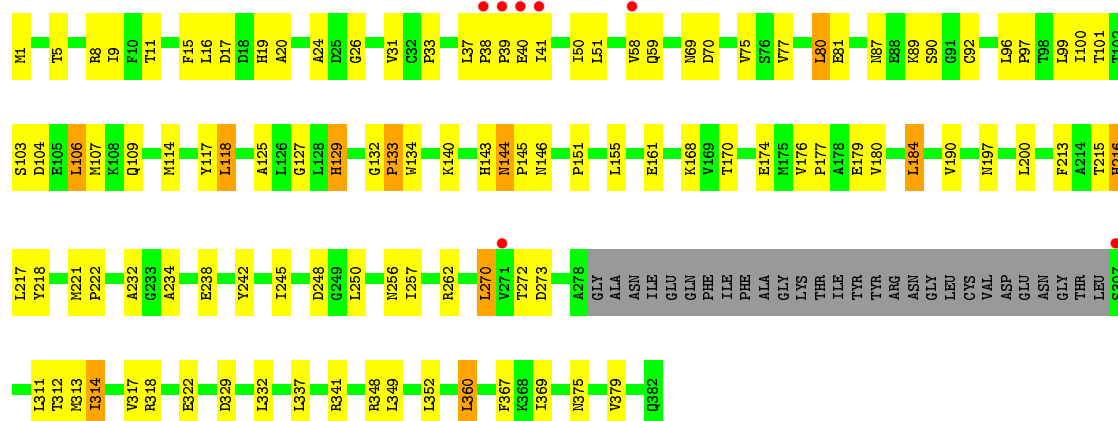 M1 T5 R8 I9 F10 T11 F15 L16 D17 D18 H19 A20 A24 D25 G26 V31 C32 P33 L37 P38 P39 E40 I41 I50 L51 V58 Q59 N69 D70 V75 S76 V77 L80 E81 N87 E88 K89 S90 G91 C92 L96 P97 T98 L99 I100 T101 T102
S103 D104 E105 L106 M107 K108 Q109 M114 Y117 L118 A125 L126 G127 L128 H129 G132 P133 W134 K140 H143 N144 P145 N146 P151 L155 E161 K168 V169 T170 E174 M175 V176 P177 A178 E179 V180 L184 V190 N197 L200 F213 A214 T215 H216
L217 Y218 M221 P222 A232 G233 A234 E238 Y242 I245 D248 G249 L250 N256 I257 R262 L270 V271 T272 D273 A278 GLY ALA ASN ILE GLU GLN PHE ILE PHE ALA GLY LYS THR ILE TYR TYR ARG ASN GLY LEU CYS VAL ASP GLU ASN GLY THR LEU S307
L311 T312 M313 I314 V317 R318 E322 D329 L332 L337 R341 R348 L349 L352 L360 F367 K368 I369 N375 V379 Q382